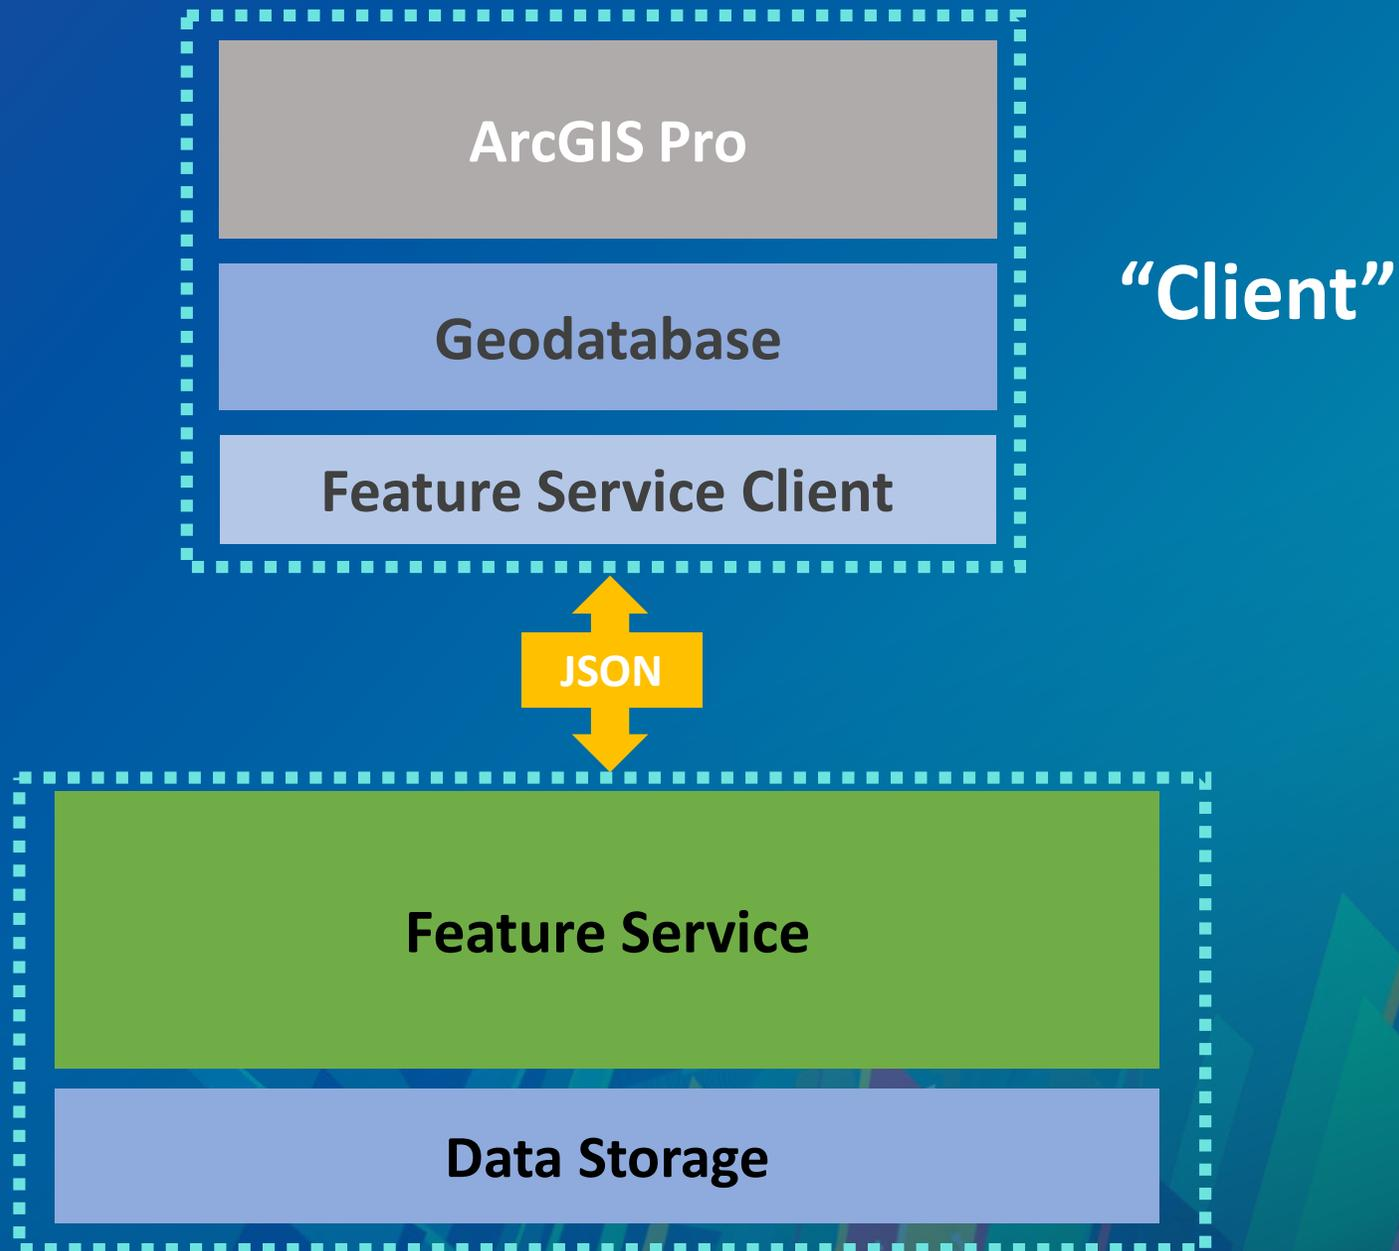 ArcGIS Pro
“Client”
Geodatabase
Feature Service Client
JSON
Feature Service
Data Storage